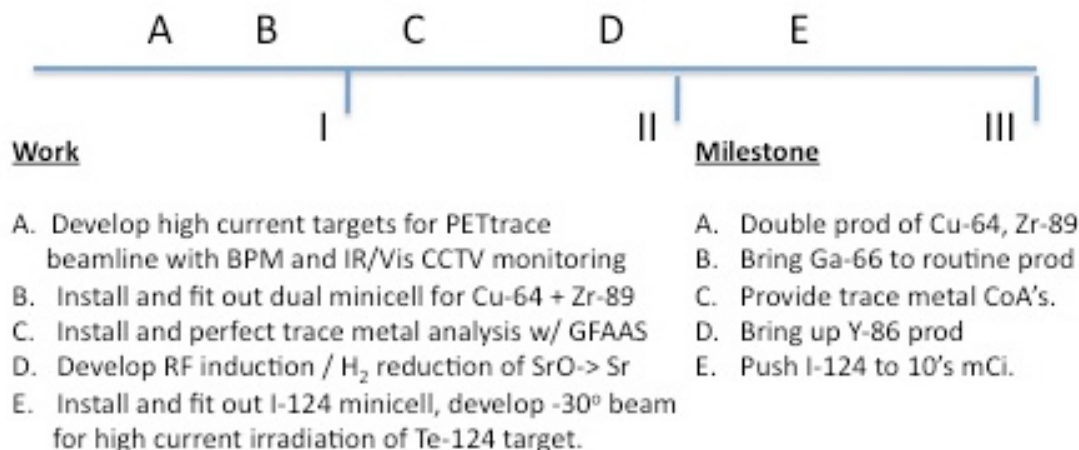 A B C D E
I II III
Work
Milestone
A. Develop high current targets for PETtrace
beamline with BPM and IR/Vis CCTV monitoring
B. Install and fit out dual minicell for Cu-64 + Zr-89
C. Install and perfect trace metal analysis w/ GFAAS
D. Develop RF induction / H₂ reduction of SrO-> Sr
E. Install and fit out I-124 minicell, develop -30º beam
for high current irradiation of Te-124 target.
A. Double prod of Cu-64, Zr-89
B. Bring Ga-66 to routine prod
C. Provide trace metal CoA's.
D. Bring up Y-86 prod
E. Push I-124 to 10's mCi.